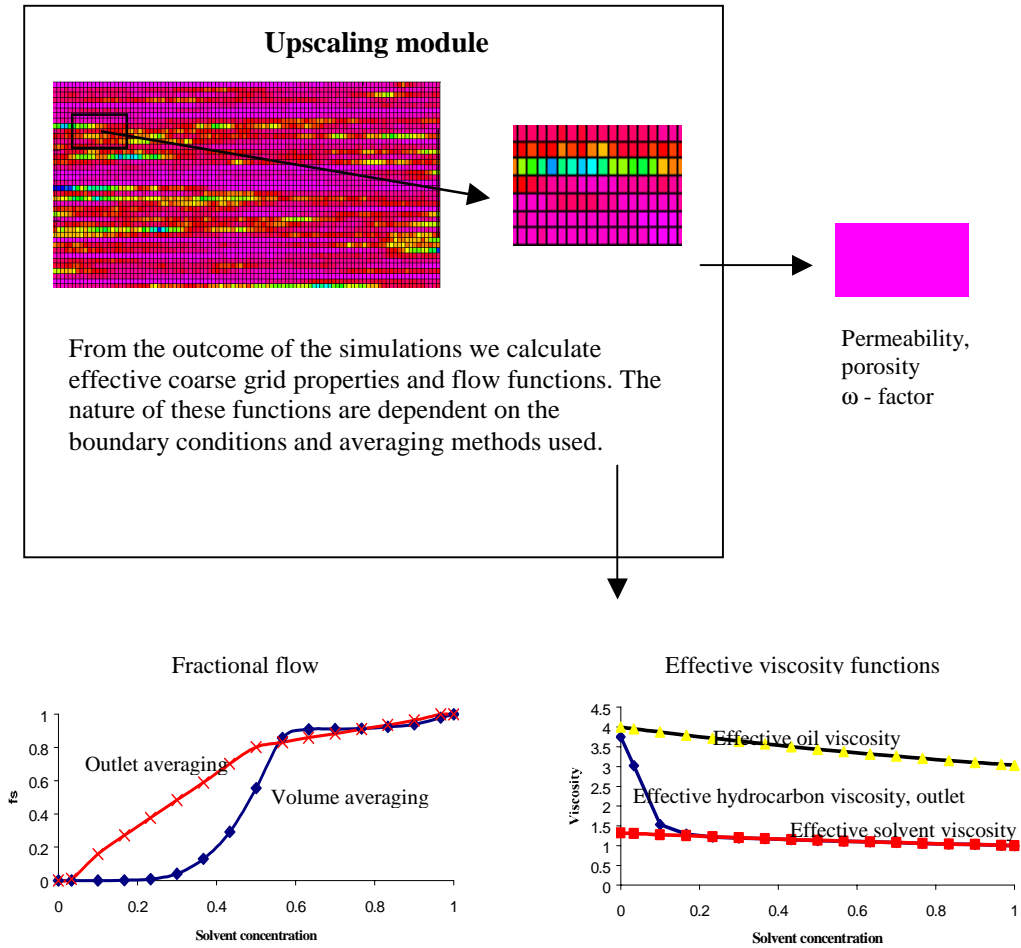 Upscaling module
From the outcome of the simulations we calculate
effective coarse grid properties and flow functions. The
nature of these functions are dependent on the
boundary conditions and averaging methods used.
Permeability,
porosity
ω - factor
Fractional flow
fs
1
0.8
0.6
0.4
0.2
0
Outlet averaging
Volume averaging
0 0.2 0.4 0.6 0.8 1
Solvent concentration
Effective viscosity functions
Viscosity
4.5
4
3.5
3
2.5
2
1.5
1
0.5
0
Effective oil viscosity
Effective hydrocarbon viscosity, outlet
Effective solvent viscosity
0 0.2 0.4 0.6 0.8 1
Solvent concentration